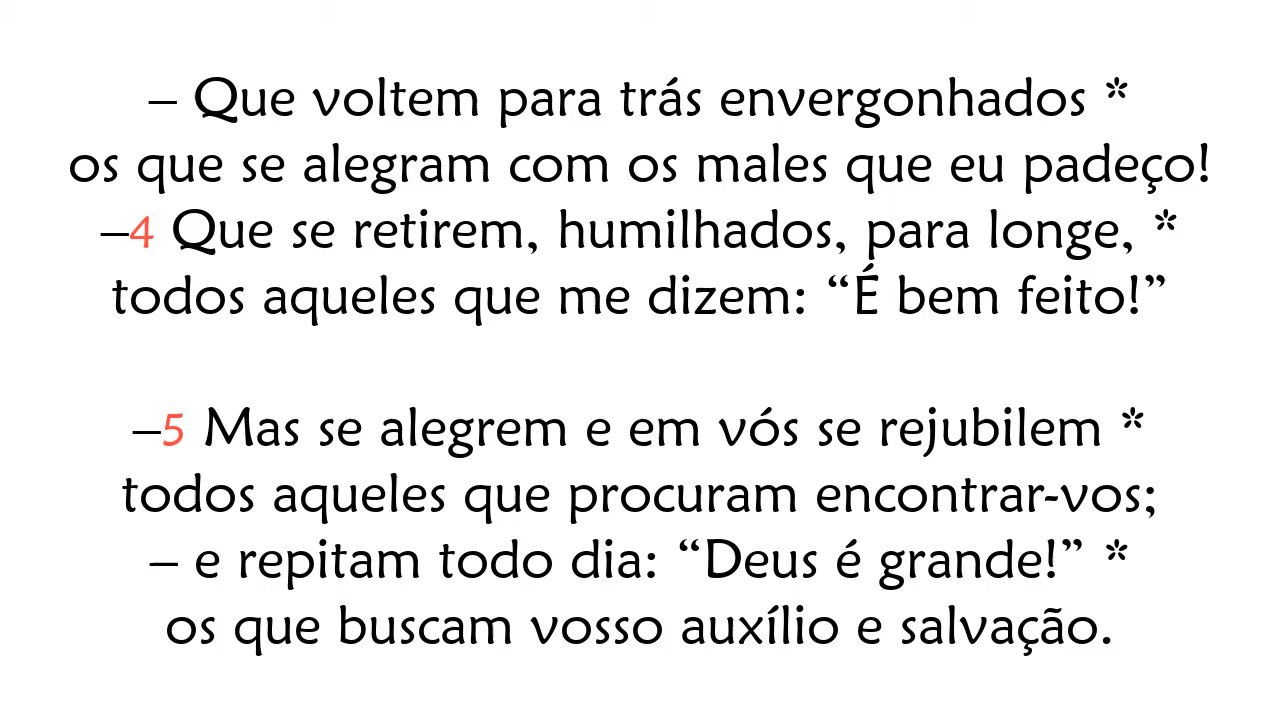 – Que voltem para trás envergonhados *
os que se alegram com os males que eu padeço!
–4 Que se retirem, humilhados, para longe, *
todos aqueles que me dizem: “É bem feito!”
–5 Mas se alegrem e em vós se rejubilem *
todos aqueles que procuram encontrar-vos;
– e repitam todo dia: “Deus é grande!” *
os que buscam vosso auxílio e salvação.